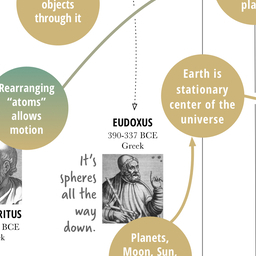 objects
through it
pla
Earth is
stationary
center of the
universe
Rearranging
"atoms"
allows
motion
EUDOXUS
390-337 BCE
Greek
It's
spheres
all the
way
down.
RITUS
BCE
k
Planets,
Moon, Sun,